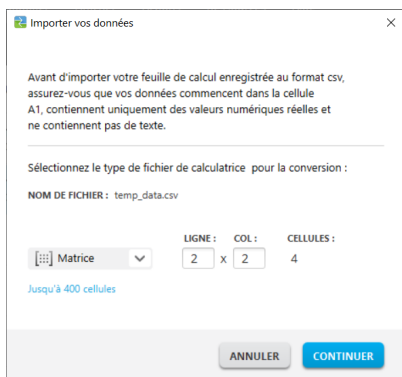 Importer vos données
Avant d'importer votre feuille de calcul enregistrée au format csv,
assurez-vous que vos données commencent dans la cellule
A1, contiennent uniquement des valeurs numériques réelles et
ne contiennent pas de texte.
Sélectionnez le type de fichier de calculatrice pour la conversion :
NOM DE FICHIER : temp_data.csv
LIGNE : COL : CELLULES :
Matrice 2 x 2 4
Jusqu'à 400 cellules
ANNULER CONTINUER